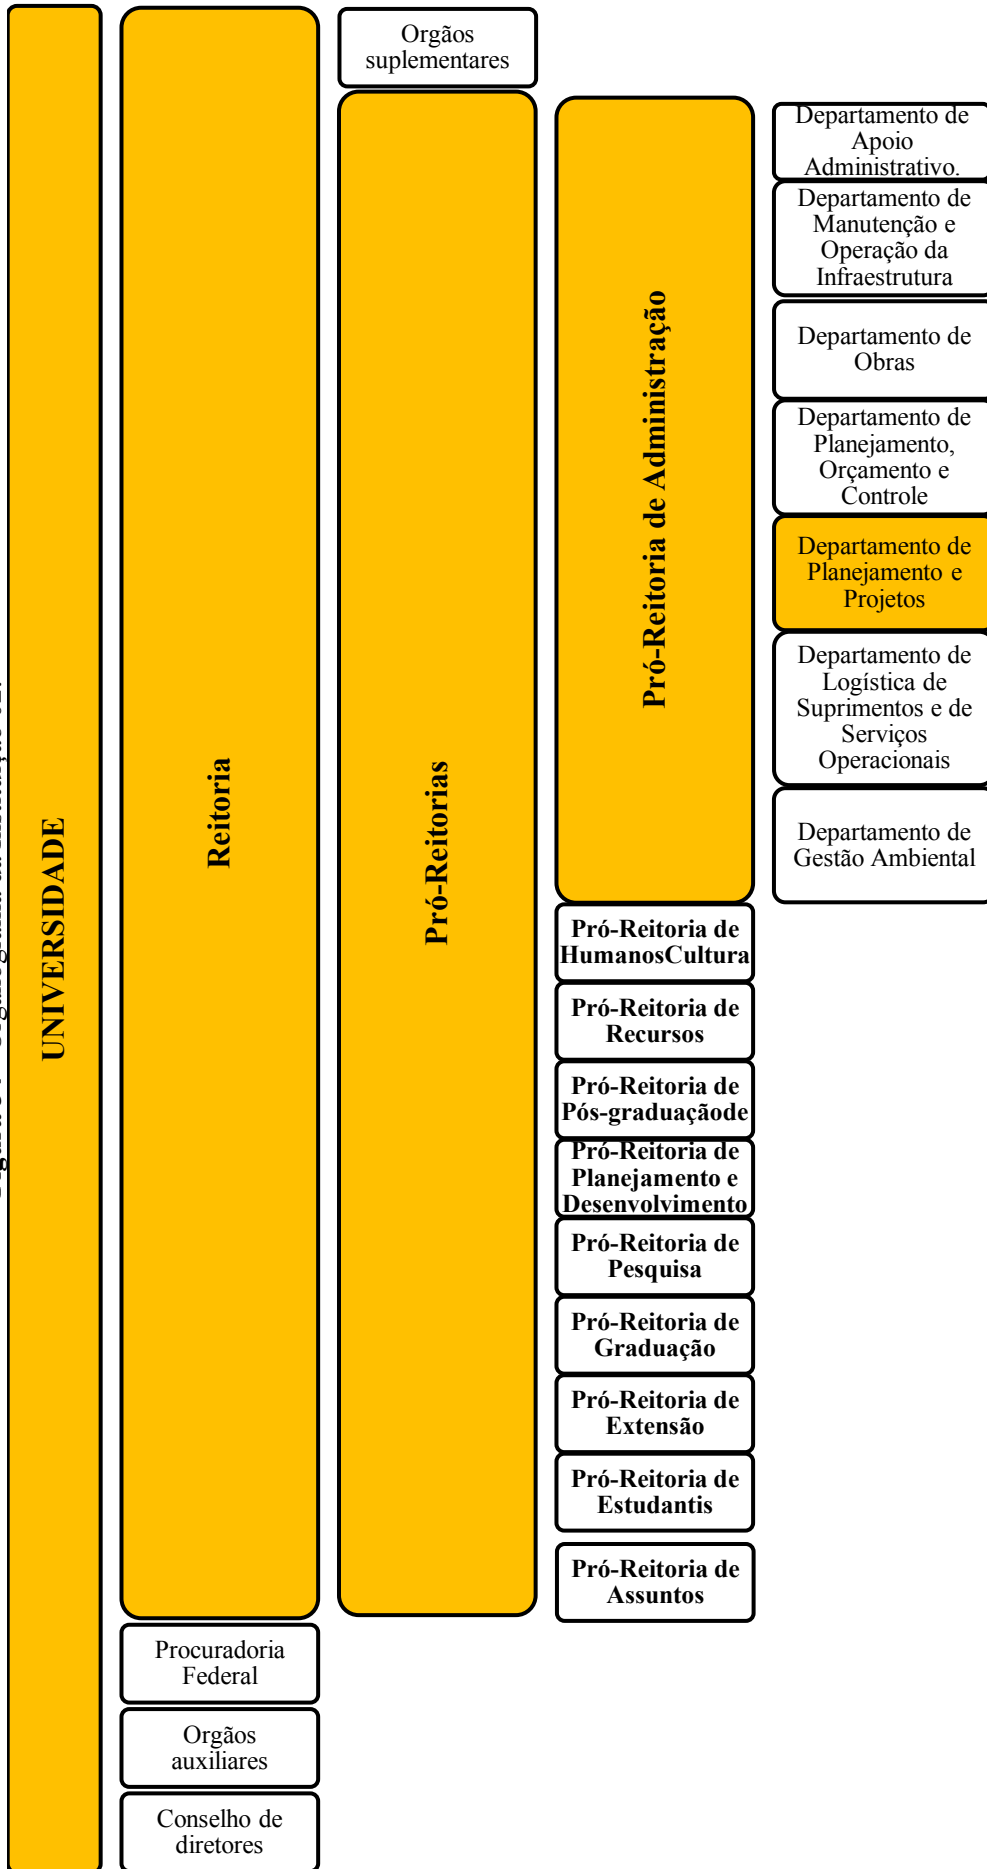 UNIVERSIDADE
Reitoria
Orgãos
suplementares
Pró-Reitorias
Pró-Reitoria de Administração
Departamento de
Apoio
Administrativo.
Departamento de
Manutenção e
Operação da
Infraestrutura
Departamento de
Obras
Departamento de
Planejamento,
Orçamento e
Controle
Departamento de
Planejamento e
Projetos
Departamento de
Logística de
Suprimentos e de
Serviços
Operacionais
Departamento de
Gestão Ambiental
Pró-Reitoria de
HumanosCultura
Pró-Reitoria de
Recursos
Pró-Reitoria de
Pós-graduaçãode
Pró-Reitoria de
Planejamento e
Desenvolvimento
Pró-Reitoria de
Pesquisa
Pró-Reitoria de
Graduação
Pró-Reitoria de
Extensão
Pró-Reitoria de
Estudantis
Pró-Reitoria de
Assuntos
Procuradoria
Federal
Orgãos
auxiliares
Conselho de
diretores